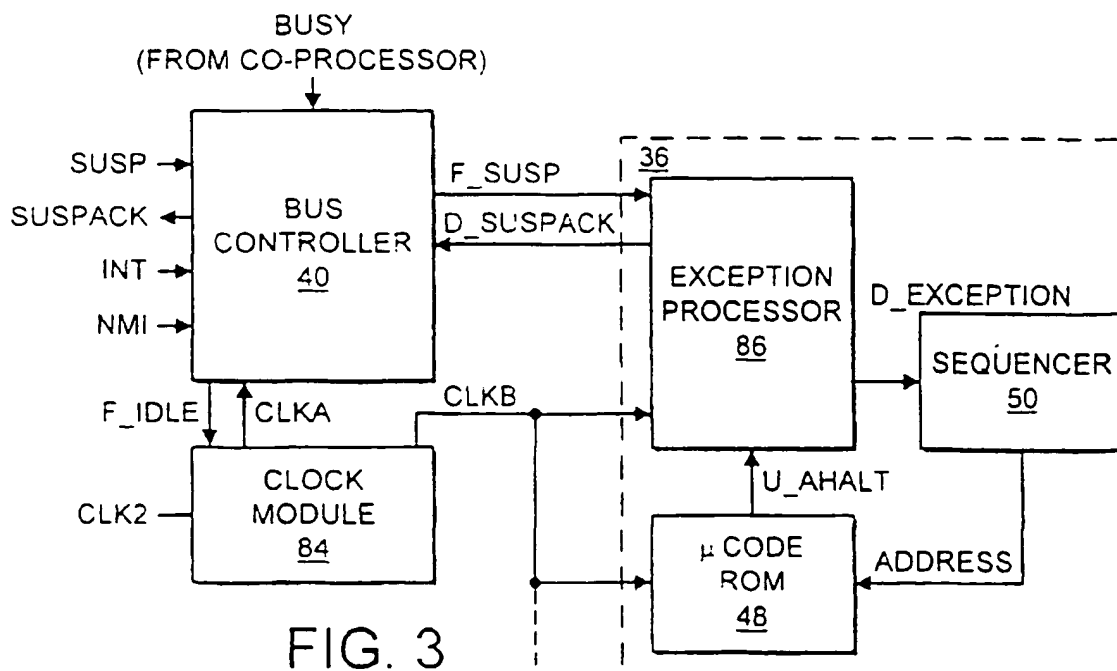 BUSY
(FROM CO-PROCESSOR)
SUSP
SUSPACK
INT
NMI
BUS
CONTROLLER
40
F_SUSP
D_SUSPACK
36
EXCEPTION
PROCESSOR
86
D_EXCEPTION
SEQUENCER
50
F_IDLE
CLKA
CLKB
CLK2
CLOCK
MODULE
84
U_AHALT
μ CODE
ROM
48
ADDRESS
FIG. 3